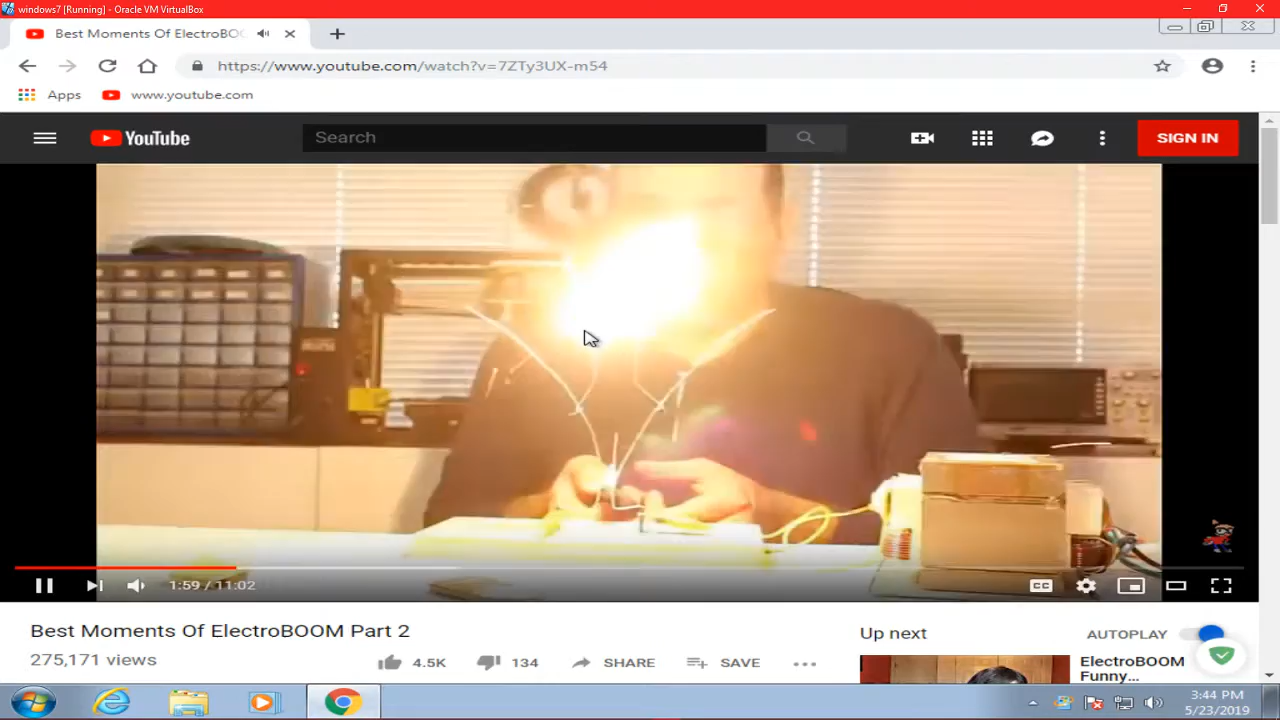 windows7 [Running] - Oracle VM VirtualBox
Best Moments Of ElectroBOO
https://www.youtube.com/watch?v=7ZTy3UX-m54
Apps www.youtube.com
YouTube Search SIGN IN
1:59 / 11:02 CC
Best Moments Of ElectroBOOM Part 2
275,171 views
4.5K 134 SHARE SAVE
Up next AUTOPLAY
ElectroBOOM
Funny...
3:44 PM
5/23/2019